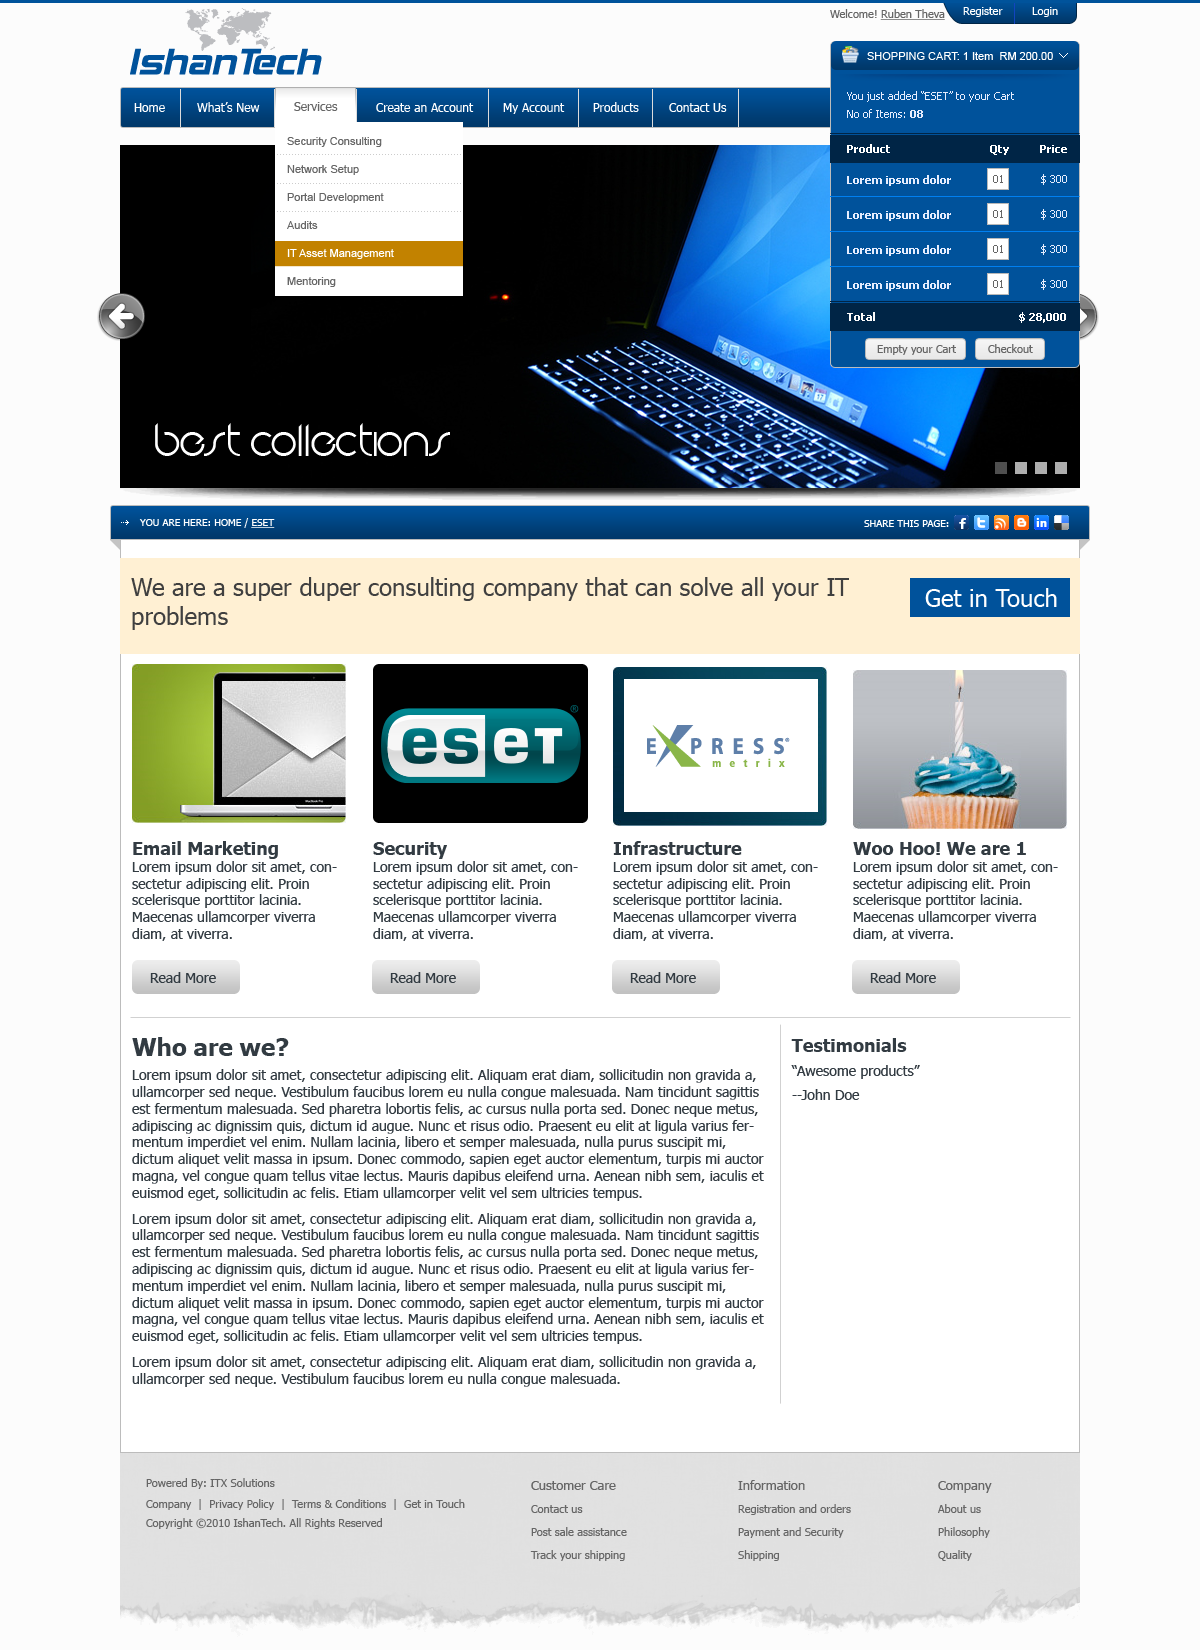 Welcome! Ruben Theva
Register
Login
IshanTech
SHOPPING CART: 1 Item RM 200.00
Home
What's New
Services
Create an Account
My Account
Products
Contact Us
Security Consulting
Network Setup
Portal Development
Audits
IT Asset Management
Mentoring
You just added "ESET" to your Cart
No of Items: 08
Product Qty Price
Lorem ipsum dolor 01 $ 300
Lorem ipsum dolor 01 $ 300
Lorem ipsum dolor 01 $ 300
Lorem ipsum dolor 01 $ 300
Total $ 28,000
Empty your Cart
Checkout
best collections
YOU ARE HERE: HOME / ESET
SHARE THIS PAGE:
We are a super duper consulting company that can solve all your IT
problems
Get in Touch
eseT ®
EXPRESS®
metrix
Email Marketing
Lorem ipsum dolor sit amet, con-
sectetur adipiscing elit. Proin
scelerisque porttitor lacinia.
Maecenas ullamcorper viverra
diam, at viverra.
Read More
Security
Lorem ipsum dolor sit amet, con-
sectetur adipiscing elit. Proin
scelerisque porttitor lacinia.
Maecenas ullamcorper viverra
diam, at viverra.
Read More
Infrastructure
Lorem ipsum dolor sit amet, con-
sectetur adipiscing elit. Proin
scelerisque porttitor lacinia.
Maecenas ullamcorper viverra
diam, at viverra.
Read More
Woo Hoo! We are 1
Lorem ipsum dolor sit amet, con-
sectetur adipiscing elit. Proin
scelerisque porttitor lacinia.
Maecenas ullamcorper viverra
diam, at viverra.
Read More
Who are we?
Lorem ipsum dolor sit amet, consectetur adipiscing elit. Aliquam erat diam, sollicitudin non gravida a,
ullamcorper sed neque. Vestibulum faucibus lorem eu nulla congue malesuada. Nam tincidunt sagittis
est fermentum malesuada. Sed pharetra lobortis felis, ac cursus nulla porta sed. Donec neque metus,
adipiscing ac dignissim quis, dictum id augue. Nunc et risus odio. Praesent eu elit at ligula varius fer-
mentum imperdiet vel enim. Nullam lacinia, libero et semper malesuada, nulla purus suscipit mi,
dictum aliquet velit massa in ipsum. Donec commodo, sapien eget auctor elementum, turpis mi auctor
magna, vel congue quam tellus vitae lectus. Mauris dapibus eleifend urna. Aenean nibh sem, iaculis et
euismod eget, sollicitudin ac felis. Etiam ullamcorper velit vel sem ultricies tempus.
Lorem ipsum dolor sit amet, consectetur adipiscing elit. Aliquam erat diam, sollicitudin non gravida a,
ullamcorper sed neque. Vestibulum faucibus lorem eu nulla congue malesuada. Nam tincidunt sagittis
est fermentum malesuada. Sed pharetra lobortis felis, ac cursus nulla porta sed. Donec neque metus,
adipiscing ac dignissim quis, dictum id augue. Nunc et risus odio. Praesent eu elit at ligula varius fer-
mentum imperdiet vel enim. Nullam lacinia, libero et semper malesuada, nulla purus suscipit mi,
dictum aliquet velit massa in ipsum. Donec commodo, sapien eget auctor elementum, turpis mi auctor
magna, vel congue quam tellus vitae lectus. Mauris dapibus eleifend urna. Aenean nibh sem, iaculis et
euismod eget, sollicitudin ac felis. Etiam ullamcorper velit vel sem ultricies tempus.
Lorem ipsum dolor sit amet, consectetur adipiscing elit. Aliquam erat diam, sollicitudin non gravida a,
ullamcorper sed neque. Vestibulum faucibus lorem eu nulla congue malesuada.
Testimonials
“Awesome products”
--John Doe
Powered By: ITX Solutions
Company | Privacy Policy | Terms & Conditions | Get in Touch
Copyright ©2010 IshanTech. All Rights Reserved
Customer Care
Contact us
Post sale assistance
Track your shipping
Information
Registration and orders
Payment and Security
Shipping
Company
About us
Philosophy
Quality